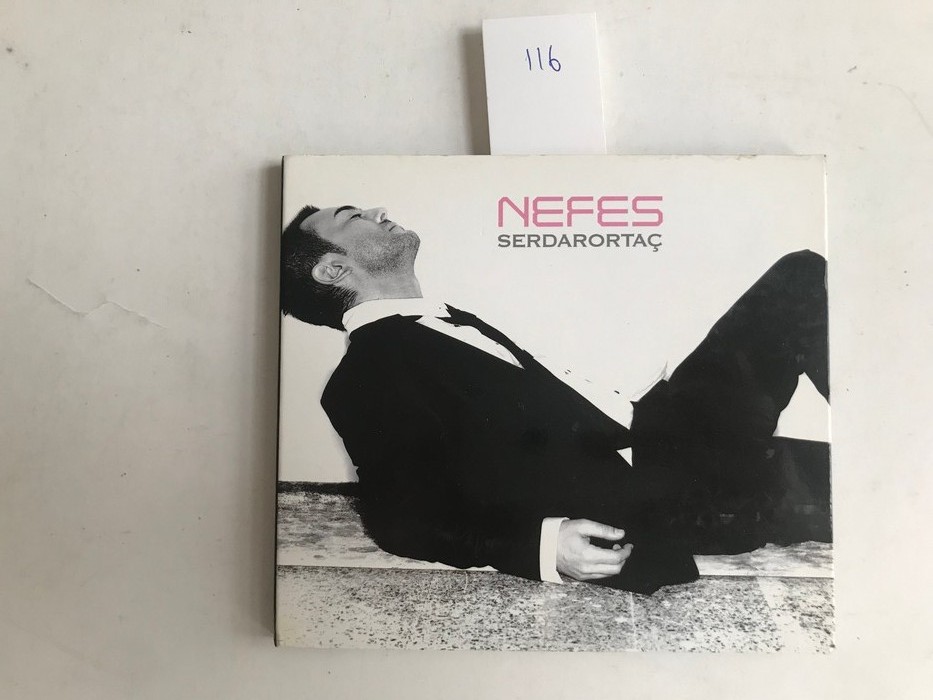 116
NEFES
SERDARORTAÇ